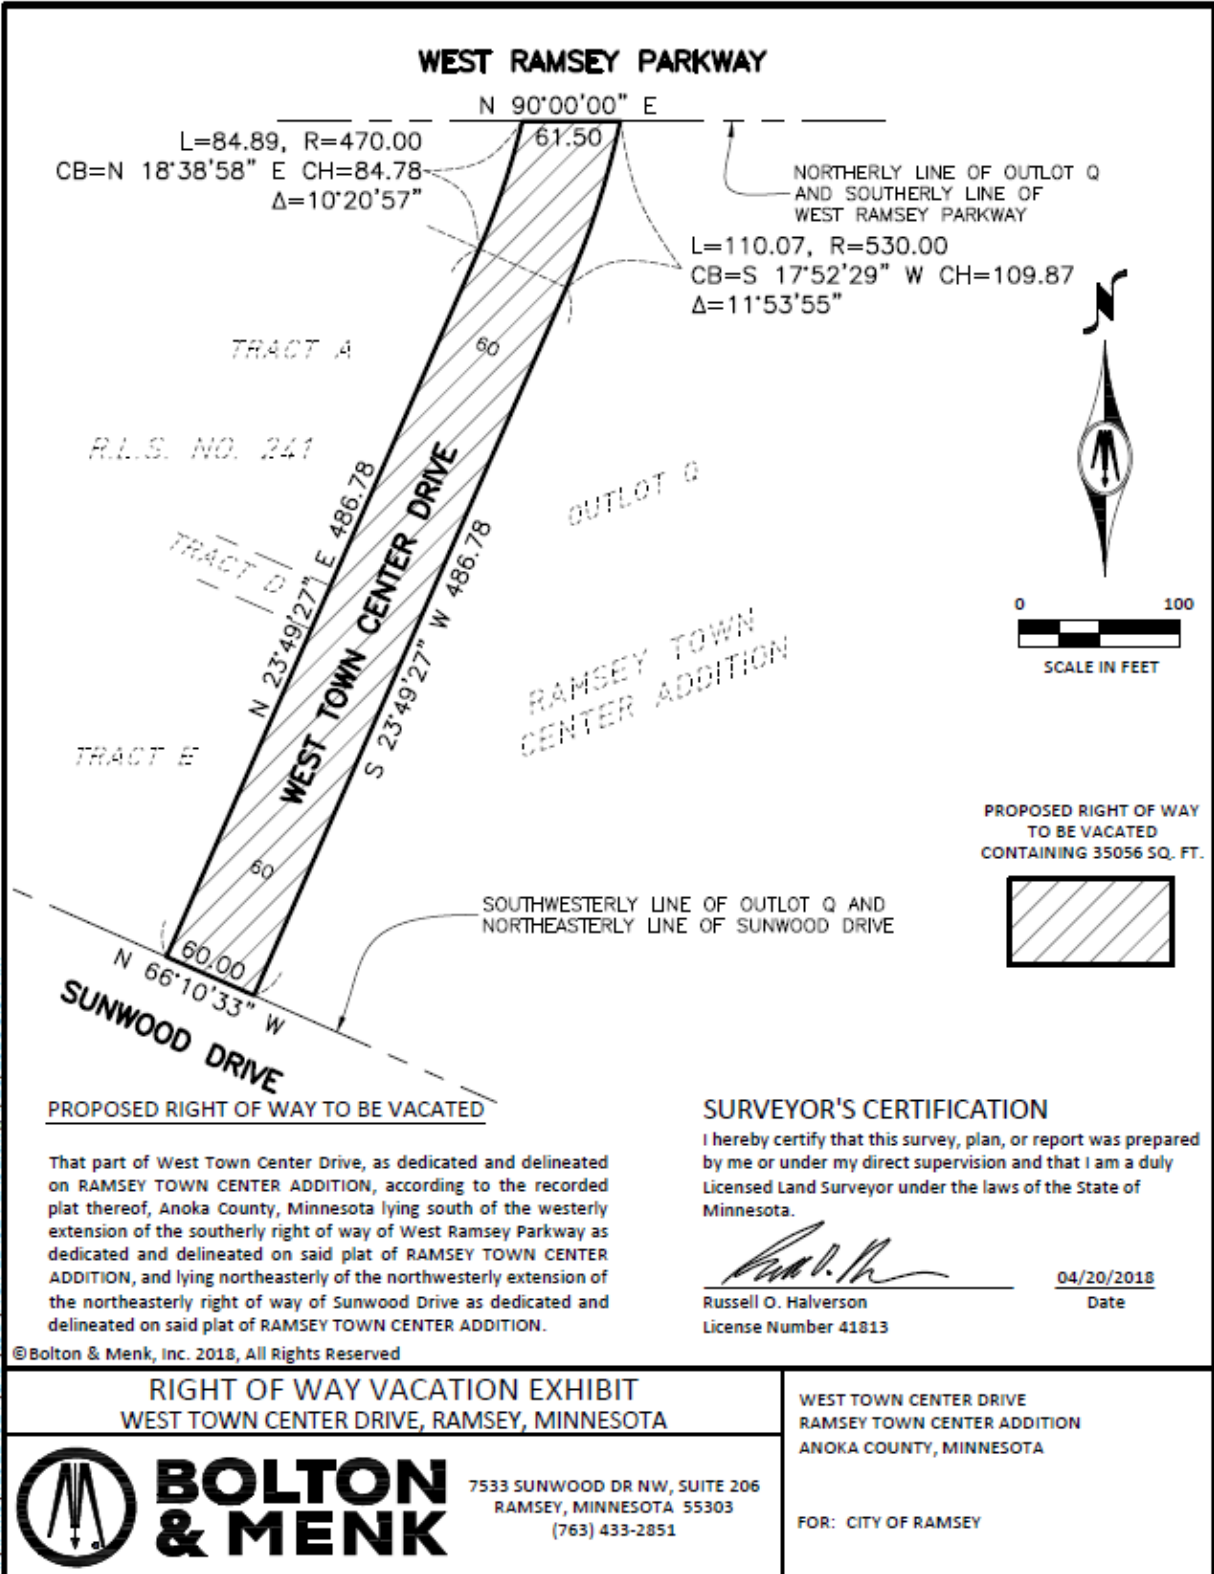 WEST RAMSEY PARKWAY
N 90°00'00" E
61.50
L=84.89, R=470.00
CB=N 18°38'58" E CH=84.78
Δ=10°20'57"
NORTHERLY LINE OF OUTLOT Q
AND SOUTHERLY LINE OF
WEST RAMSEY PARKWAY
L=110.07, R=530.00
CB=S 17°52'29" W CH=109.87
Δ=11°53'55"
N
60
TRACT A
R.L.S. NO. 241
TRACT D
TRACT E
N 23°49'27" E 486.78
WEST TOWN CENTER DRIVE
S 23°49'27" W 486.78
OUTLOT Q
RAMSEY TOWN
CENTER ADDITION
0 100
SCALE IN FEET
PROPOSED RIGHT OF WAY
TO BE VACATED
CONTAINING 35056 SQ. FT.
60
SOUTHWESTERLY LINE OF OUTLOT Q AND
NORTHEASTERLY LINE OF SUNWOOD DRIVE
60.00
N 66°10'33" W
SUNWOOD DRIVE
PROPOSED RIGHT OF WAY TO BE VACATED
That part of West Town Center Drive, as dedicated and delineated
on RAMSEY TOWN CENTER ADDITION, according to the recorded
plat thereof, Anoka County, Minnesota lying south of the westerly
extension of the southerly right of way of West Ramsey Parkway as
dedicated and delineated on said plat of RAMSEY TOWN CENTER
ADDITION, and lying northeasterly of the northwesterly extension of
the northeasterly right of way of Sunwood Drive as dedicated and
delineated on said plat of RAMSEY TOWN CENTER ADDITION.
©Bolton & Menk, Inc. 2018, All Rights Reserved
SURVEYOR'S CERTIFICATION
I hereby certify that this survey, plan, or report was prepared
by me or under my direct supervision and that I am a duly
Licensed Land Surveyor under the laws of the State of
Minnesota.
04/20/2018
Russell O. Halverson Date
License Number 41813
RIGHT OF WAY VACATION EXHIBIT
WEST TOWN CENTER DRIVE, RAMSEY, MINNESOTA
BOLTON
& MENK
7533 SUNWOOD DR NW, SUITE 206
RAMSEY, MINNESOTA 55303
(763) 433-2851
WEST TOWN CENTER DRIVE
RAMSEY TOWN CENTER ADDITION
ANOKA COUNTY, MINNESOTA
FOR: CITY OF RAMSEY